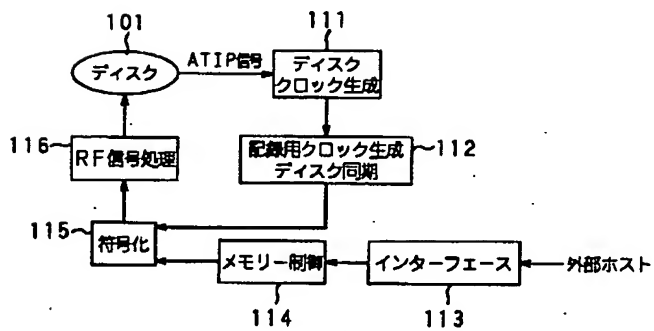 101
111
ディスク
ATIP信号
ディスク
クロック生成
116
RF信号処理
記録用クロック生成
ディスク同期
112
115
符号化
メモリー制御
インターフェース
外部ホスト
114
113